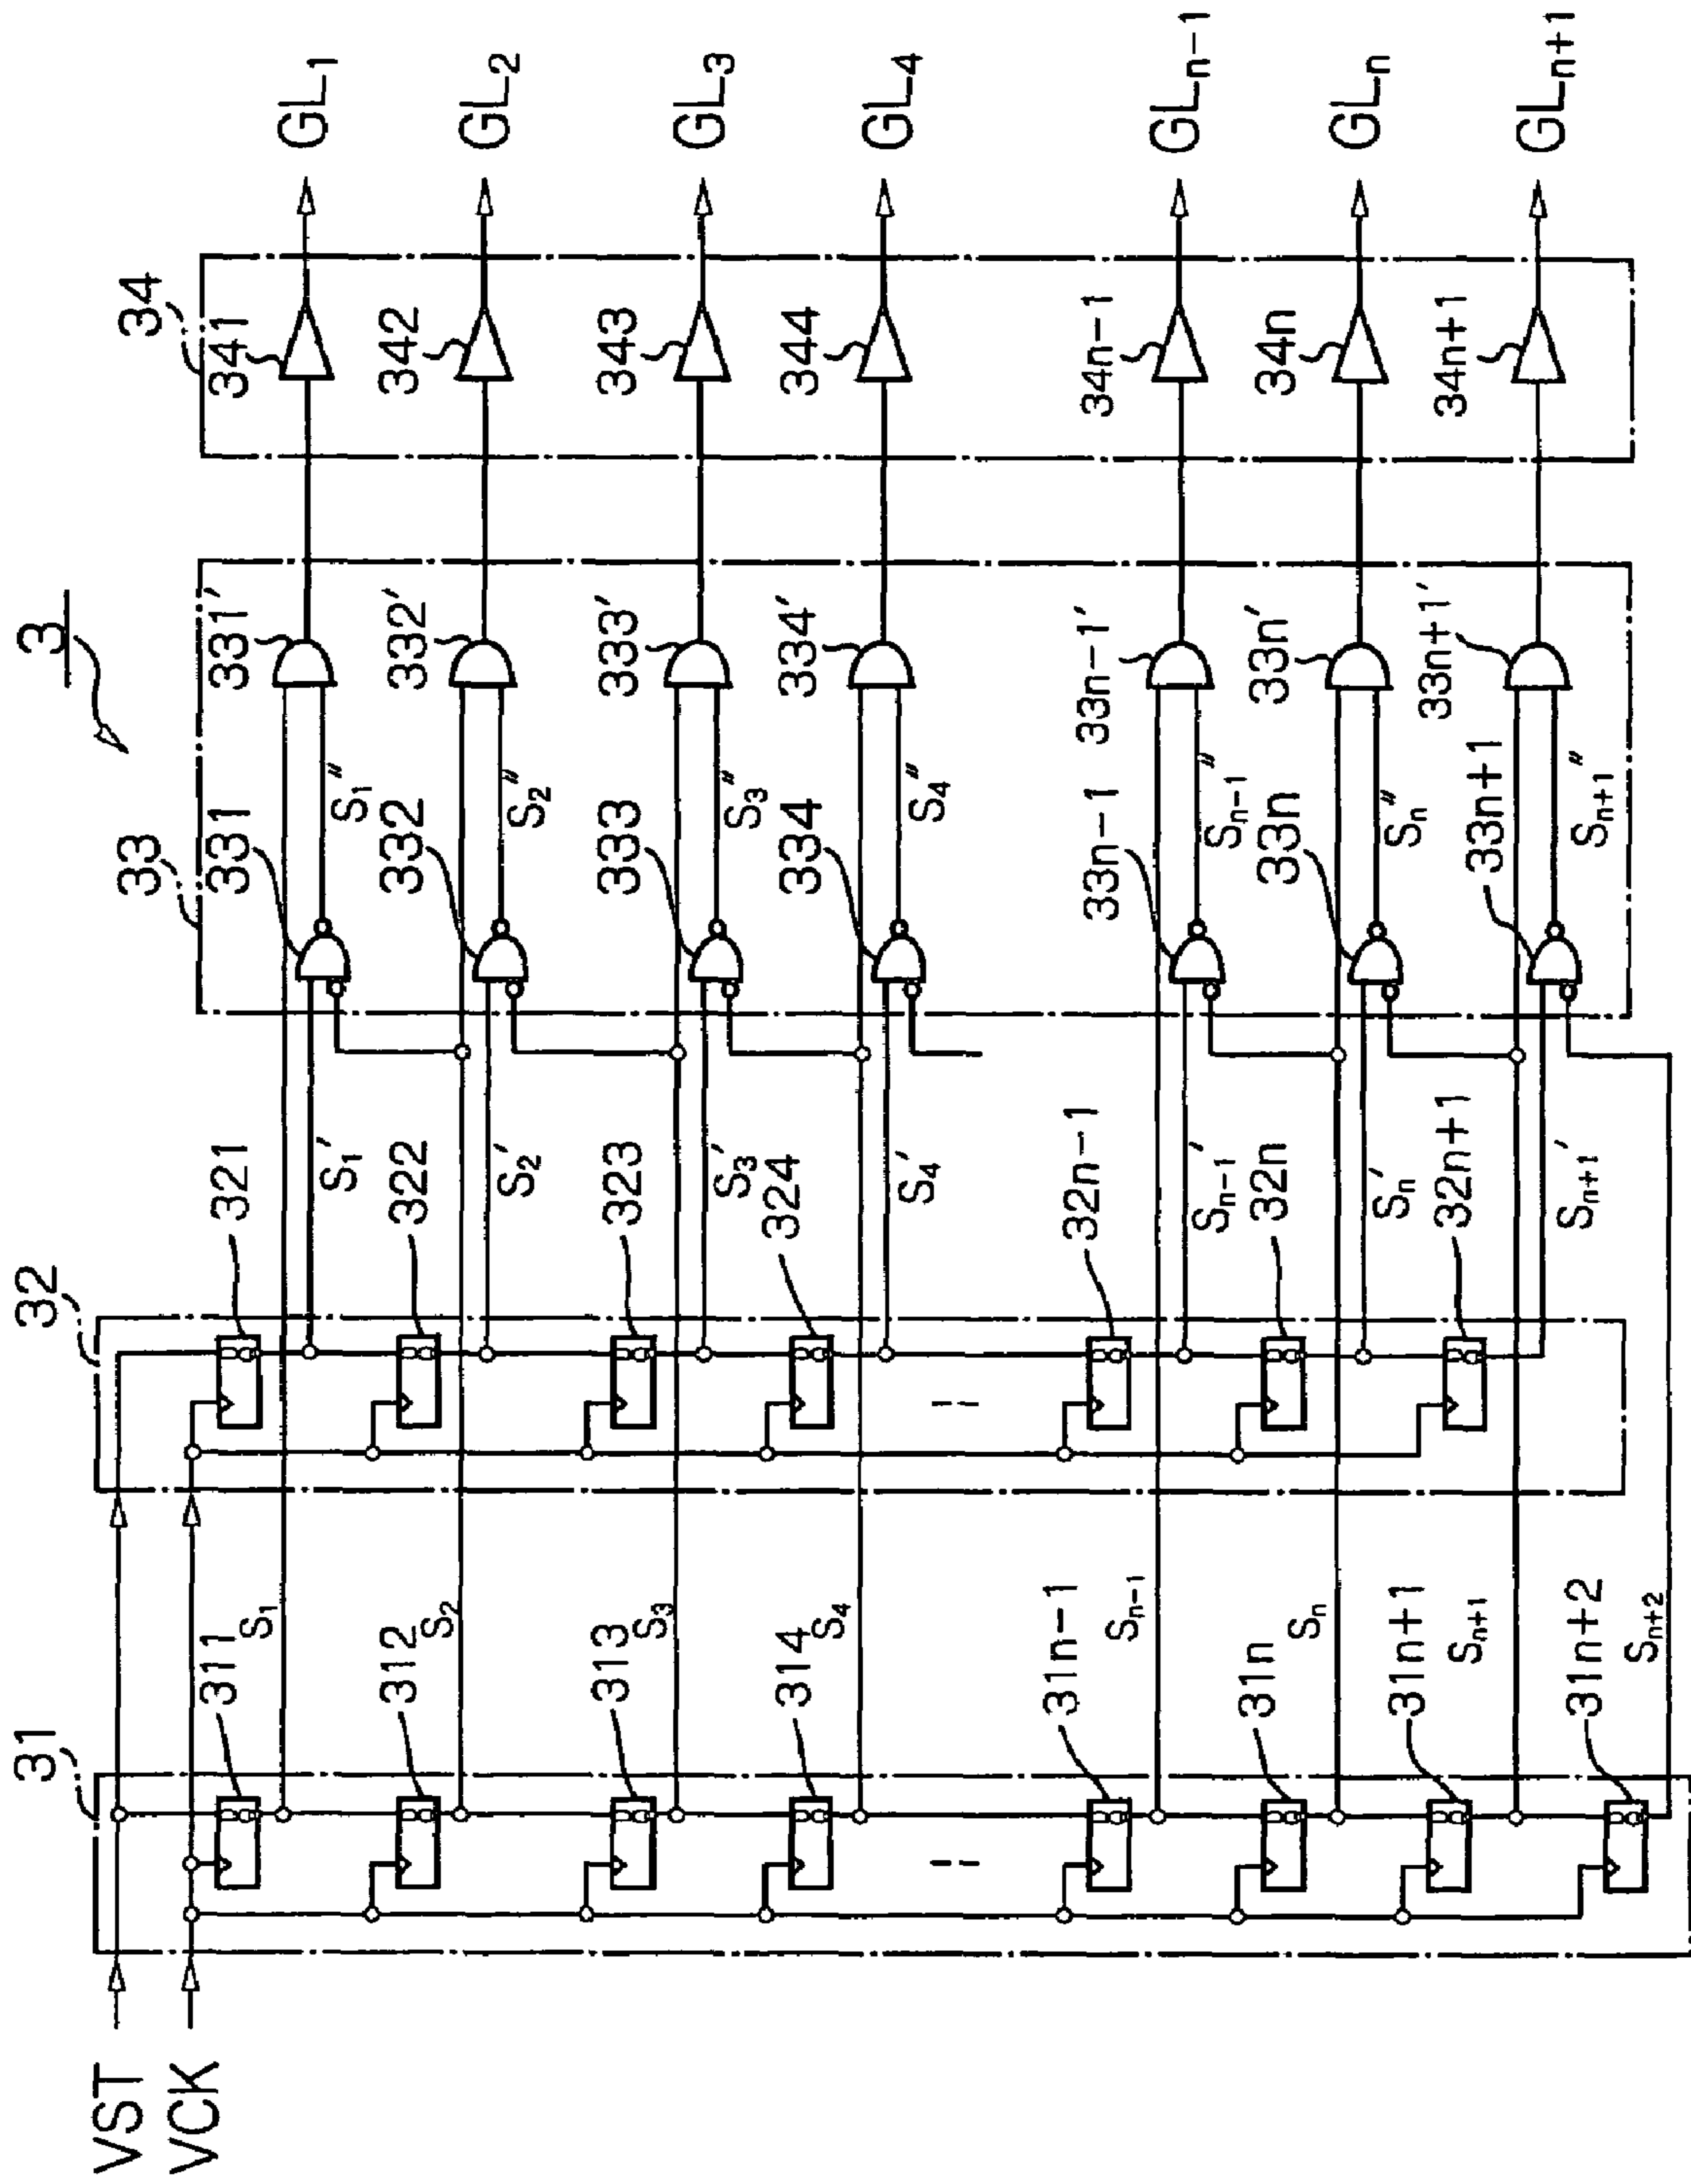 3
VST
VCK
31
32
33
34
311
S1
321
S1'
331
S1''
331'
341
GL1
312
S2
322
S2'
332
S2''
332'
342
GL2
313
S3
323
S3'
333
S3''
333'
343
GL3
314
S4
324
S4'
334
S4''
334'
344
GL4
31n-1
Sn-1
32n-1
Sn-1'
33n-1
Sn-1''
33n-1'
34n-1
GLn-1
31n
Sn
32n
Sn'
33n
Sn''
33n'
34n
GLn
31n+1
Sn+1
32n+1
Sn+1'
33n+1
Sn+1''
33n+1'
34n+1
GLn+1
31n+2
Sn+2